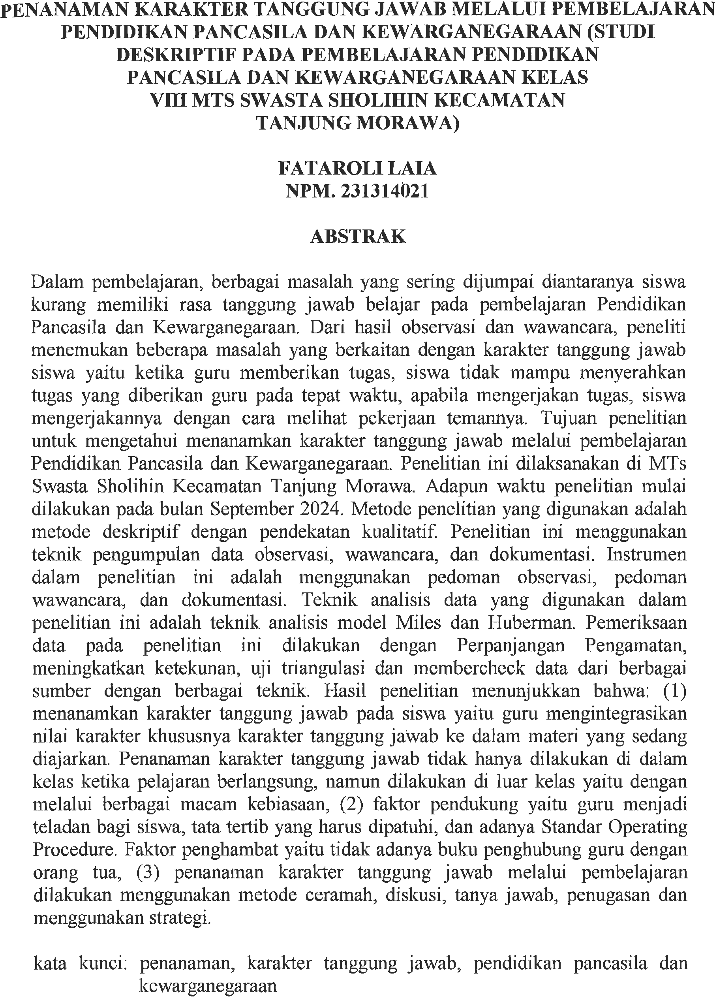 PENANAMAN KARAKTER TANGGUNG JAWAB MELALUI PEMBELAJARAN
PENDIDIKAN PANCASILA DAN KEWARGANEGARAAN (STUDI
DESKRIPTIF PADA PEMBELAJARAN PENDIDIKAN
PANCASILA DAN KEWARGANEGARAAN KELAS
VIII MTS SWASTA SHOLIHIN KECAMATAN
TANJUNG MORAWA)
FATAROLI LAIA
NPM. 231314021
ABSTRAK
Dalam pembelajaran, berbagai masalah yang sering dijumpai diantaranya siswa
kurang memiliki rasa tanggung jawab belajar pada pembelajaran Pendidikan
Pancasila dan Kewarganegaraan. Dari hasil observasi dan wawancara, peneliti
menemukan beberapa masalah yang berkaitan dengan karakter tanggung jawab
siswa yaitu ketika guru memberikan tugas, siswa tidak mampu menyerahkan
tugas yang diberikan guru pada tepat waktu, apabila mengerjakan tugas, siswa
mengerjakannya dengan cara melihat pekerjaan temannya. Tujuan penelitian
untuk mengetahui menanamkan karakter tanggung jawab melalui pembelajaran
Pendidikan Pancasila dan Kewarganegaraan. Penelitian ini dilaksanakan di MTs
Swasta Sholihin Kecamatan Tanjung Morawa. Adapun waktu penelitian mulai
dilakukan pada bulan September 2024. Metode penelitian yang digunakan adalah
metode deskriptif dengan pendekatan kualitatif. Penelitian ini menggunakan
teknik pengumpulan data observasi, wawancara, dan dokumentasi. Instrumen
dalam penelitian ini adalah menggunakan pedoman observasi, pedoman
wawancara, dan dokumentasi. Teknik analisis data yang digunakan dalam
penelitian ini adalah teknik analisis model Miles dan Huberman. Pemeriksaan
data pada penelitian ini dilakukan dengan Perpanjangan Pengamatan,
meningkatkan ketekunan, uji triangulasi dan membercheck data dari berbagai
sumber dengan berbagai teknik. Hasil penelitian menunjukkan bahwa: (1)
menanamkan karakter tanggung jawab pada siswa yaitu guru mengintegrasikan
nilai karakter khususnya karakter tanggung jawab ke dalam materi yang sedang
diajarkan. Penanaman karakter tanggung jawab tidak hanya dilakukan di dalam
kelas ketika pelajaran berlangsung, namun dilakukan di luar kelas yaitu dengan
melalui berbagai macam kebiasaan, (2) faktor pendukung yaitu guru menjadi
teladan bagi siswa, tata tertib yang harus dipatuhi, dan adanya Standar Operating
Procedure. Faktor penghambat yaitu tidak adanya buku penghubung guru dengan
orang tua, (3) penanaman karakter tanggung jawab melalui pembelajaran
dilakukan menggunakan metode ceramah, diskusi, tanya jawab, penugasan dan
menggunakan strategi.
kata kunci: penanaman, karakter tanggung jawab, pendidikan pancasila dan
kewarganegaraan